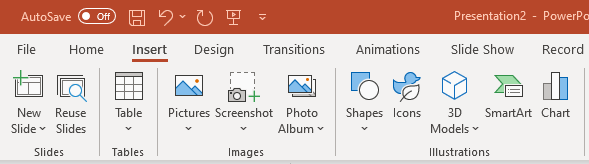 AutoSave Off Presentation2 - PowerPo
File Home Insert Design Transitions Animations Slide Show Record
New Slide Reuse Slides Table Pictures Screenshot Photo Album Shapes Icons 3D Models SmartArt Chart
Slides Tables Images Illustrations